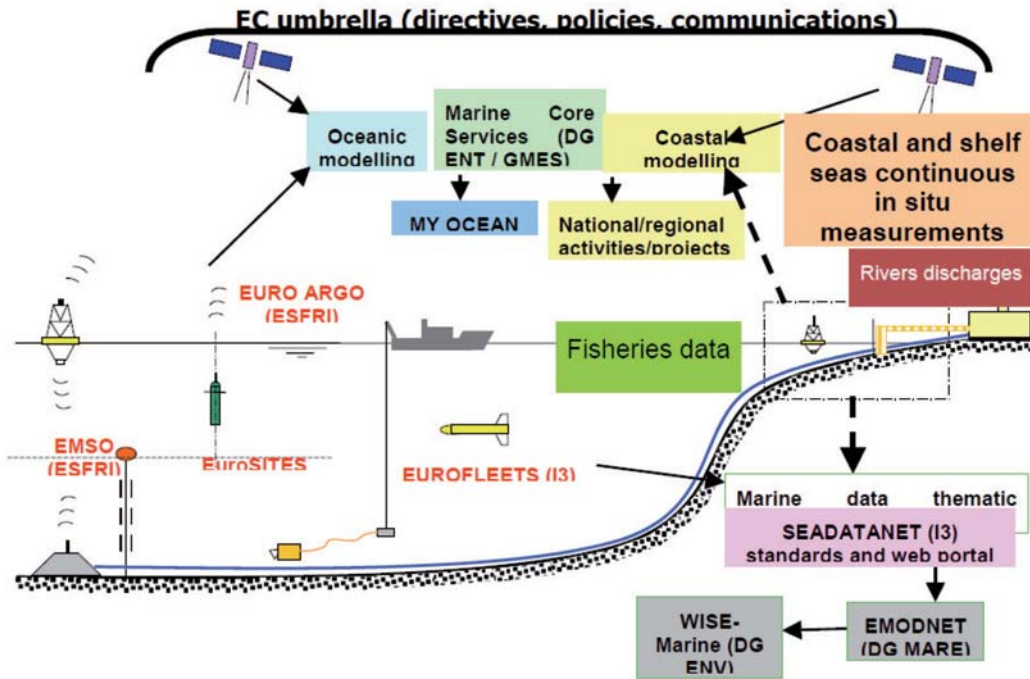 EC umbrella (directives, policies, communications)
Oceanic
modelling
Marine Core
Services (DG
ENT / GMES)
Coastal
modelling
Coastal and shelf
seas continuous
in situ
measurements
MY OCEAN
National/regional
activities/projects
Rivers discharges
EURO ARGO
(ESFRI)
Fisheries data
EMSO
(ESFRI)
EuroSITES
EUROFLEETS (I3)
Marine data thematic
SEADATANET (I3)
standards and web portal
WISE-
Marine (DG
ENV)
EMODNET
(DG MARE)